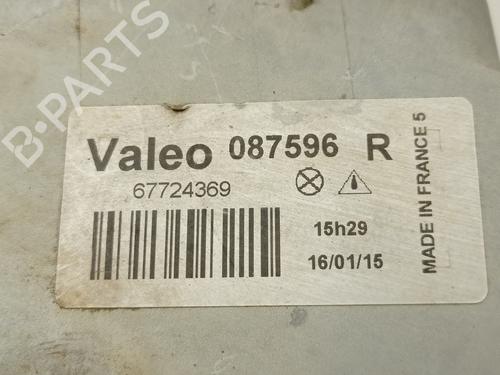 B-PARTS
Valeo 087596 R
67724369
15h29
16/01/15
MADE IN FRANCE 5